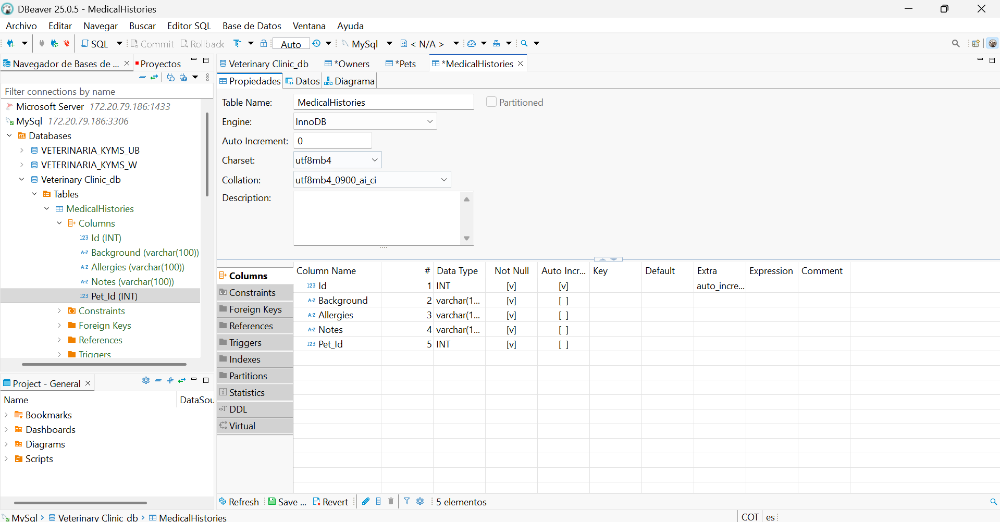 DBeaver 25.0.5 - MedicalHistories
Archivo Editar Navegar Buscar Editor SQL Base de Datos Ventana Ayuda
SQL Commit Rollback Auto MySql < N/A >
Navegador de Bases de ... Proyectos
Filter connections by name
Microsoft Server 172.20.79.186:1433
MySql 172.20.79.186:3306
Databases
VETERINARIA_KYMS_UB
VETERINARIA_KYMS_W
Veterinary Clinic_db
Tables
MedicalHistories
Columns
123 Id (INT)
A-Z Background (varchar(100))
A-Z Allergies (varchar(100))
A-Z Notes (varchar(100))
123 Pet_Id (INT)
Constraints
Foreign Keys
References
Triggers
Project - General
Name DataSou
Bookmarks
Dashboards
Diagrams
Scripts
Veterinary Clinic_db *Owners *Pets *MedicalHistories
Propiedades Datos Diagrama
Table Name: MedicalHistories Partitioned
Engine: InnoDB
Auto Increment: 0
Charset: utf8mb4
Collation: utf8mb4_0900_ai_ci
Description:
Columns
Constraints
Foreign Keys
References
Triggers
Indexes
Partitions
Statistics
DDL
Virtual
Column Name # Data Type Not Null Auto Incr... Key Default Extra Expression Comment
123 Id 1 INT [v] [v] auto_incre...
A-Z Background 2 varchar(1... [v] [ ]
A-Z Allergies 3 varchar(1... [v] [ ]
A-Z Notes 4 varchar(1... [v] [ ]
123 Pet_Id 5 INT [v] [ ]
Refresh Save ... Revert 5 elementos
MySql Veterinary Clinic_db MedicalHistories
COT es